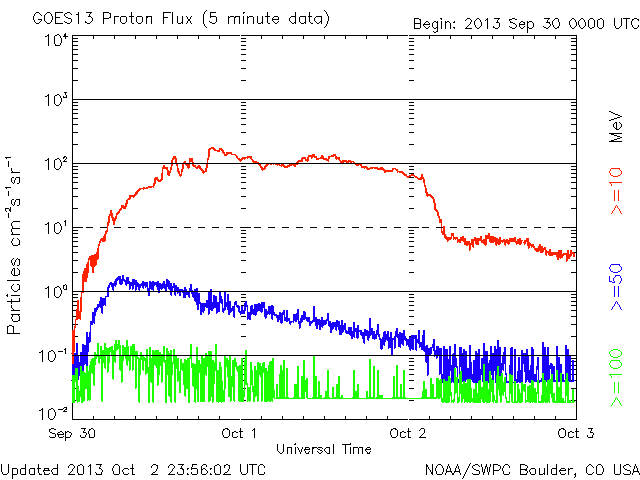 GOES13 Proton Flux (5 minute data)
Begin: 2013 Sep 30 0000 UTC
Particles cm⁻²s⁻¹sr⁻¹
10⁴
10³
10²
10¹
10⁰
10⁻¹
10⁻²
Sep 30
Oct 1
Oct 2
Oct 3
Universal Time
MeV
>=10
>=50
>=100
Updated 2013 Oct 2 23:56:02 UTC
NOAA/SWPC Boulder, CO USA